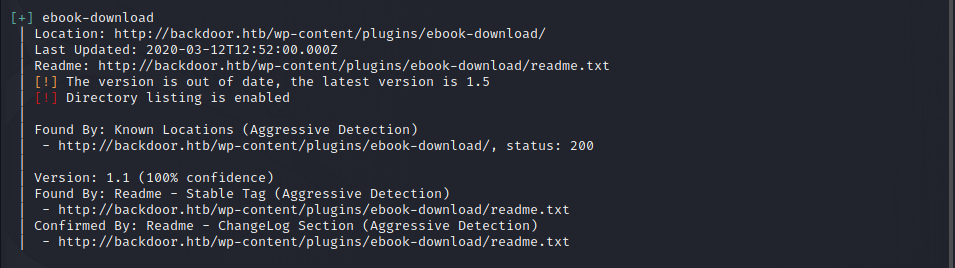 [+] ebook-download
| Location: http://backdoor.htb/wp-content/plugins/ebook-download/
| Last Updated: 2020-03-12T12:52:00.000Z
| Readme: http://backdoor.htb/wp-content/plugins/ebook-download/readme.txt
| [!] The version is out of date, the latest version is 1.5
| [!] Directory listing is enabled
|
| Found By: Known Locations (Aggressive Detection)
|  - http://backdoor.htb/wp-content/plugins/ebook-download/, status: 200
|
| Version: 1.1 (100% confidence)
| Found By: Readme - Stable Tag (Aggressive Detection)
|  - http://backdoor.htb/wp-content/plugins/ebook-download/readme.txt
| Confirmed By: Readme - ChangeLog Section (Aggressive Detection)
|  - http://backdoor.htb/wp-content/plugins/ebook-download/readme.txt